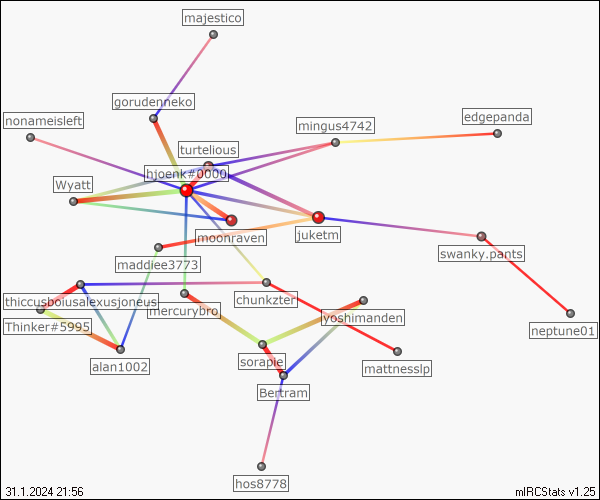 majestico
gorudenneko
nonameisleft
mingus4742
edgepanda
turtelious
hjoenk#0000
Wyatt
moonraven
juketm
swanky.pants
maddiee3773
thiccusboiusalexusjoneus
chunkzter
mercurybro
yoshimanden
Thinker#5995
neptune01
alan1002
sorapie
mattnesslp
Bertram
hos8778
31.1.2024 21:56
mIRCStats v1.25